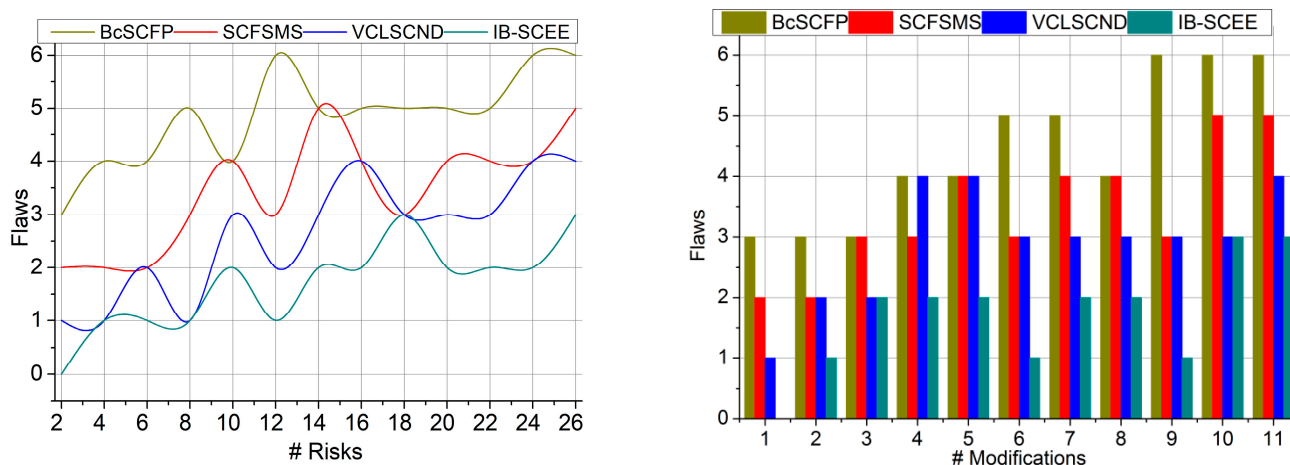 BcSCFP SCFSMS VCLSCND IB-SCEE
6
5
4
3
2
1
0
Flaws
2 4 6 8 10 12 14 16 18 20 22 24 26
# Risks
BcSCFP SCFSMS VCLSCND IB-SCEE
6
5
4
3
2
1
0
Flaws
1 2 3 4 5 6 7 8 9 10 11
# Modifications